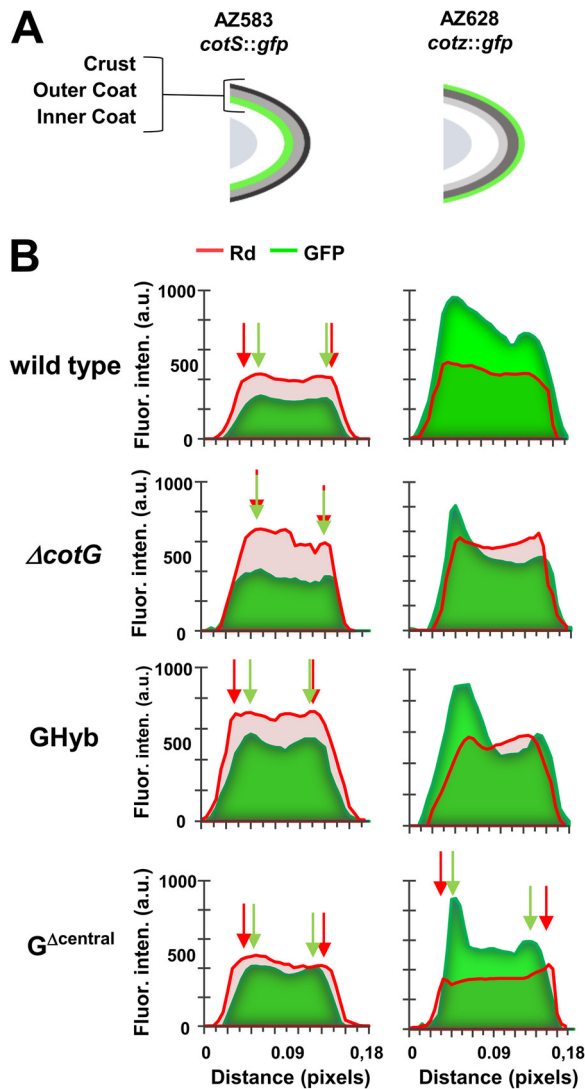 A
AZ583
cotS::gfp
AZ628
cotz::gfp
Crust
Outer Coat
Inner Coat
B
Rd
GFP
wild type
Fluor. inten. (a.u.)
1000
500
0
ΔcotG
Fluor. inten. (a.u.)
1000
500
0
GHyb
Fluor. inten. (a.u.)
1000
500
0
GΔcentral
Fluor. inten. (a.u.)
1000
500
0
0 0.09 0,18
0 0.09 0,18
Distance (pixels)
Distance (pixels)